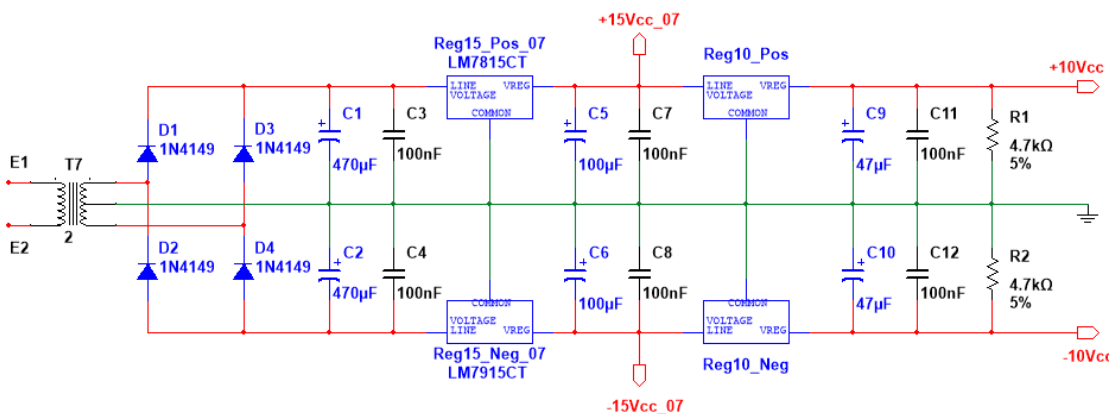 +15Vcc_07
Reg15_Pos_07
LM7815CT
Reg10_Pos
+10Vcc
LINE VREG
VOLTAGE
COMMON
LINE VREG
VOLTAGE
COMMON
D1
1N4149
D3
1N4149
+ C1
470µF
C3
100nF
+ C5
100µF
C7
100nF
+ C9
47µF
C11
100nF
R1
4.7kΩ
5%
E1
T7
E2
2
D2
1N4149
D4
1N4149
C2 +
470µF
C4
100nF
C6 +
100µF
C8
100nF
C10 +
47µF
C12
100nF
R2
4.7kΩ
5%
COMMON
VOLTAGE
LINE VREG
COMMON
VOLTAGE
LINE VREG
Reg15_Neg_07
LM7915CT
Reg10_Neg
-10Vcc
-15Vcc_07